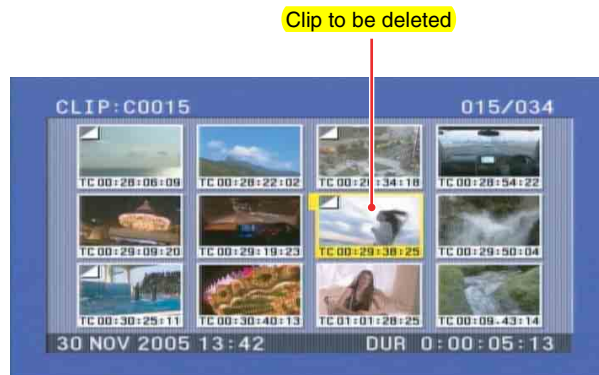 Clip to be deleted
CLIP:C0015 015/034
TC 00:28:06:09 TC 00:28:22:02 TC 00:28:34:18 TC 00:28:54:22
TC 00:29:09:20 TC 00:29:19:23 TC 00:29:38:25 TC 00:29:50:04
TC 00:30:25:11 TC 00:30:40:13 TC 01:01:28:25 TC 00:09:43:14
30 NOV 2005 13:42 DUR 0:00:05:13